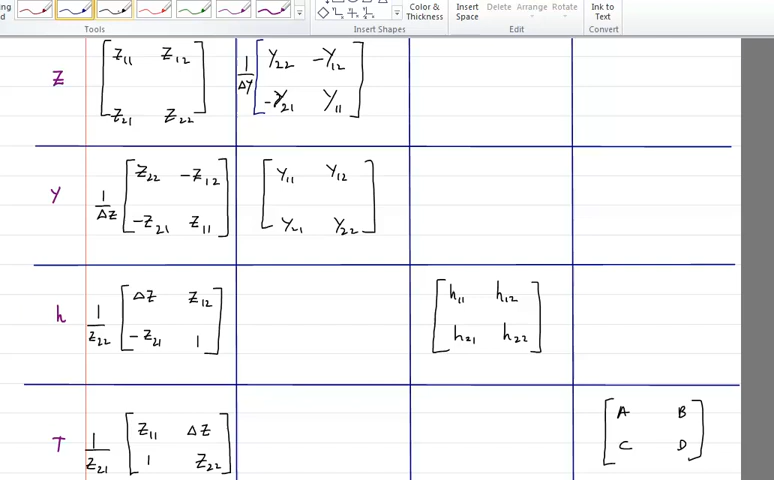 Color & Thickness
Insert Space
Delete
Arrange
Rotate
Ink to Text
Tools
Insert Shapes
Edit
Convert
Z
Z11 Z12
Z21 Z22
1/ΔY
Y22 -Y12
-Y21 Y11
Y
1/ΔZ
Z22 -Z12
-Z21 Z11
Y11 Y12
Y21 Y22
h
1/Z22
ΔZ Z12
-Z21 1
h11 h12
h21 h22
T
1/Z21
Z11 ΔZ
1 Z22
A B
C D